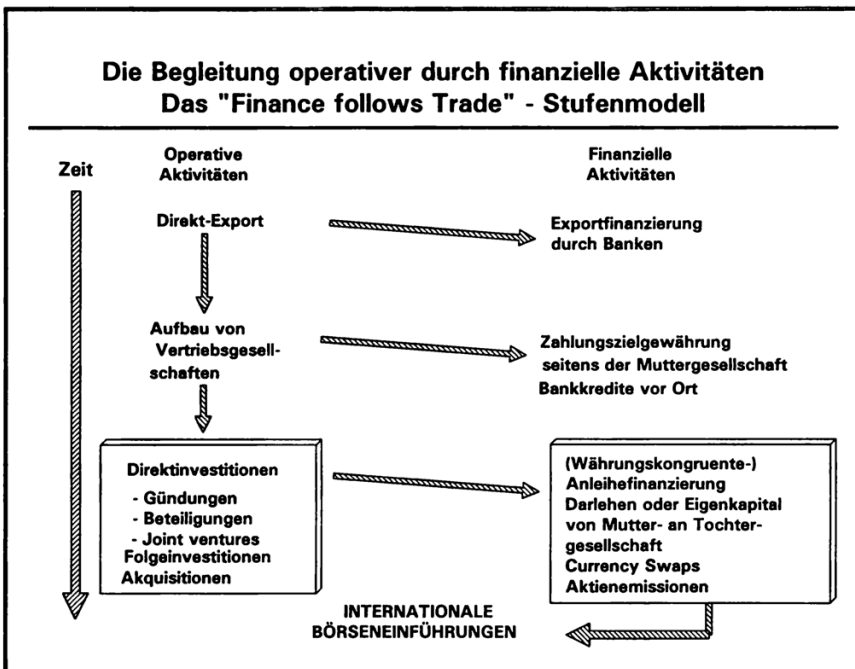 Die Begleitung operativer durch finanzielle Aktivitäten
Das "Finance follows Trade" - Stufenmodell
Zeit
Operative
Aktivitäten
Finanzielle
Aktivitäten
Direkt-Export
Exportfinanzierung
durch Banken
Aufbau von
Vertriebsgesell-
schaften
Zahlungszielgewährung
seitens der Muttergesellschaft
Bankkredite vor Ort
Direktinvestitionen
- Gündungen
- Beteiligungen
- Joint ventures
Folgeinvestitionen
Akquisitionen
(Währungskongruente-)
Anleihefinanzierung
Darlehen oder Eigenkapital
von Mutter- an Tochter-
gesellschaft
Currency Swaps
Aktienemissionen
INTERNATIONALE
BÖRSENEINFÜHRUNGEN